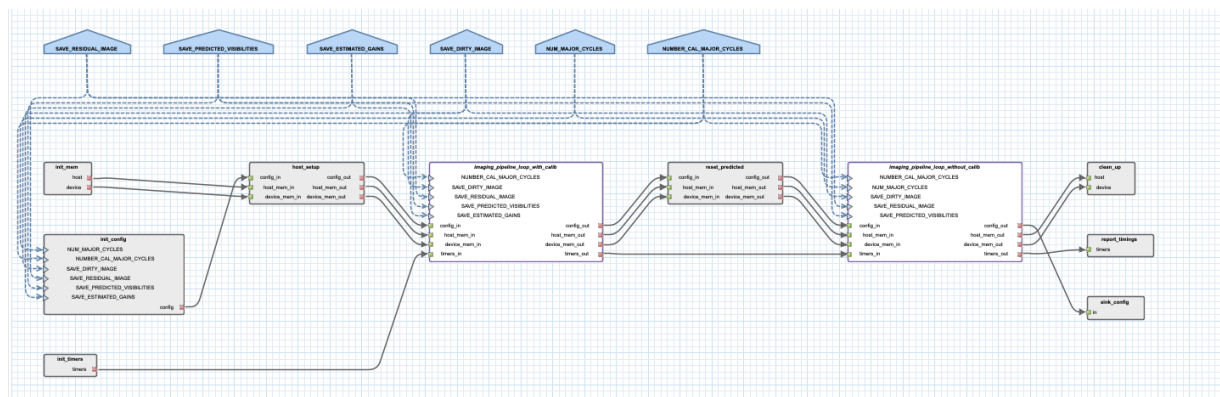 SAVE_RESIDUAL_IMAGE
SAVE_PREDICTED_VISIBILITIES
SAVE_ESTIMATED_GAINS
SAVE_DIRTY_IMAGE
NUM_MAJOR_CYCLES
NUMBER_CAL_MAJOR_CYCLES
init_mem
host
device
host_setup
config_in config_out
host_mem_in host_mem_out
device_mem_in device_mem_out
imaging_pipeline_loop_with_calib
NUMBER_CAL_MAJOR_CYCLES
SAVE_DIRTY_IMAGE
SAVE_RESIDUAL_IMAGE
SAVE_PREDICTED_VISIBILITIES
SAVE_ESTIMATED_GAINS
config_in config_out
host_mem_in host_mem_out
device_mem_in device_mem_out
timers_in timers_out
reset_predicted
config_in config_out
host_mem_in host_mem_out
device_mem_in device_mem_out
imaging_pipeline_loop_without_calib
NUMBER_CAL_MAJOR_CYCLES
NUM_MAJOR_CYCLES
SAVE_DIRTY_IMAGE
SAVE_RESIDUAL_IMAGE
SAVE_PREDICTED_VISIBILITIES
config_in config_out
host_mem_in host_mem_out
device_mem_in device_mem_out
timers_in timers_out
clean_up
host
device
init_config
NUM_MAJOR_CYCLES
NUMBER_CAL_MAJOR_CYCLES
SAVE_DIRTY_IMAGE
SAVE_RESIDUAL_IMAGE
SAVE_PREDICTED_VISIBILITIES
SAVE_ESTIMATED_GAINS
config
report_timings
timers
sink_config
in
init_timers
timers